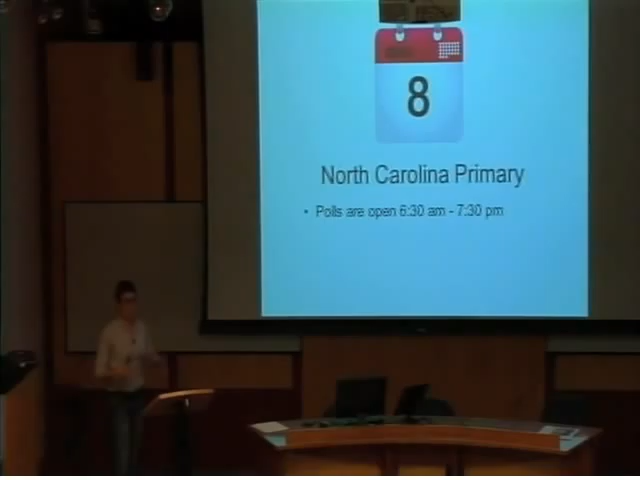 8
North Carolina Primary
• Polls are open 6:30 am - 7:30 pm